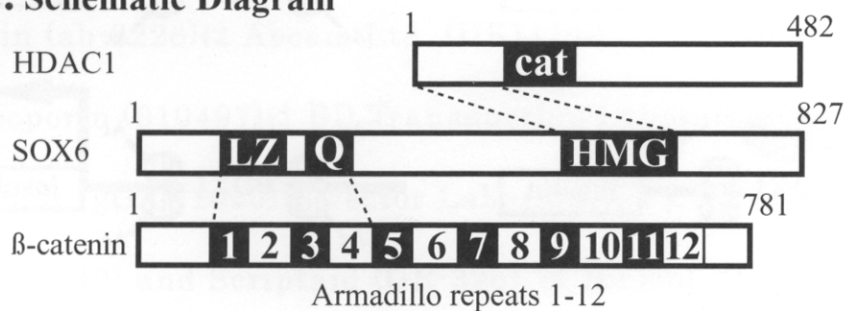 : Schematic Diagram
1 482
HDAC1 cat
1 827
SOX6 LZ Q HMG
1 781
ß-catenin 1 2 3 4 5 6 7 8 9 10 11 12
Armadillo repeats 1-12